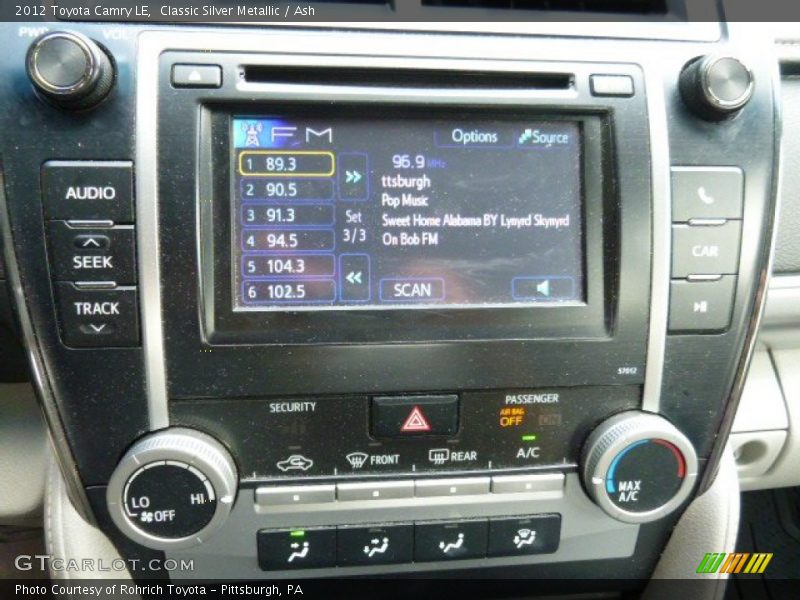 2012 Toyota Camry LE, Classic Silver Metallic / Ash
PWR VOL
FM
Options
Source
1 89.3
2 90.5
3 91.3
4 94.5
5 104.3
6 102.5
Set
3/3
96.9 MHz
ttsburgh
Pop Music
Sweet Home Alabama BY Lynyrd Skynyrd
On Bob FM
SCAN
AUDIO
SEEK
TRACK
CAR
57012
SECURITY
PASSENGER
AIR BAG
OFF
ON
FRONT
REAR
A/C
LO
HI
OFF
MAX
A/C
GTCARLOT.COM
Photo Courtesy of Rohrich Toyota - Pittsburgh, PA